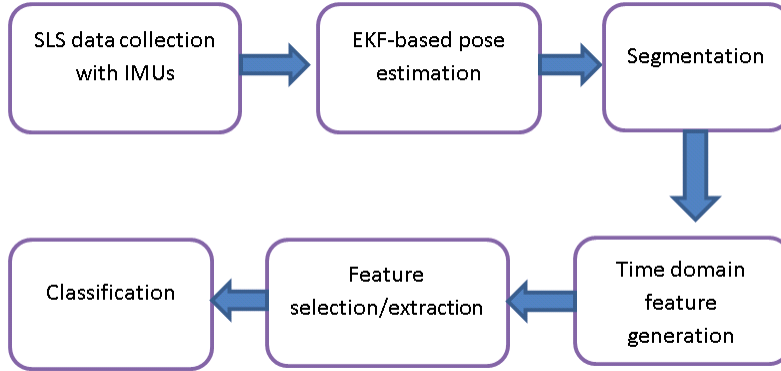 SLS data collection
with IMUs
EKF-based pose
estimation
Segmentation
Time domain
feature
generation
Feature
selection/extraction
Classification